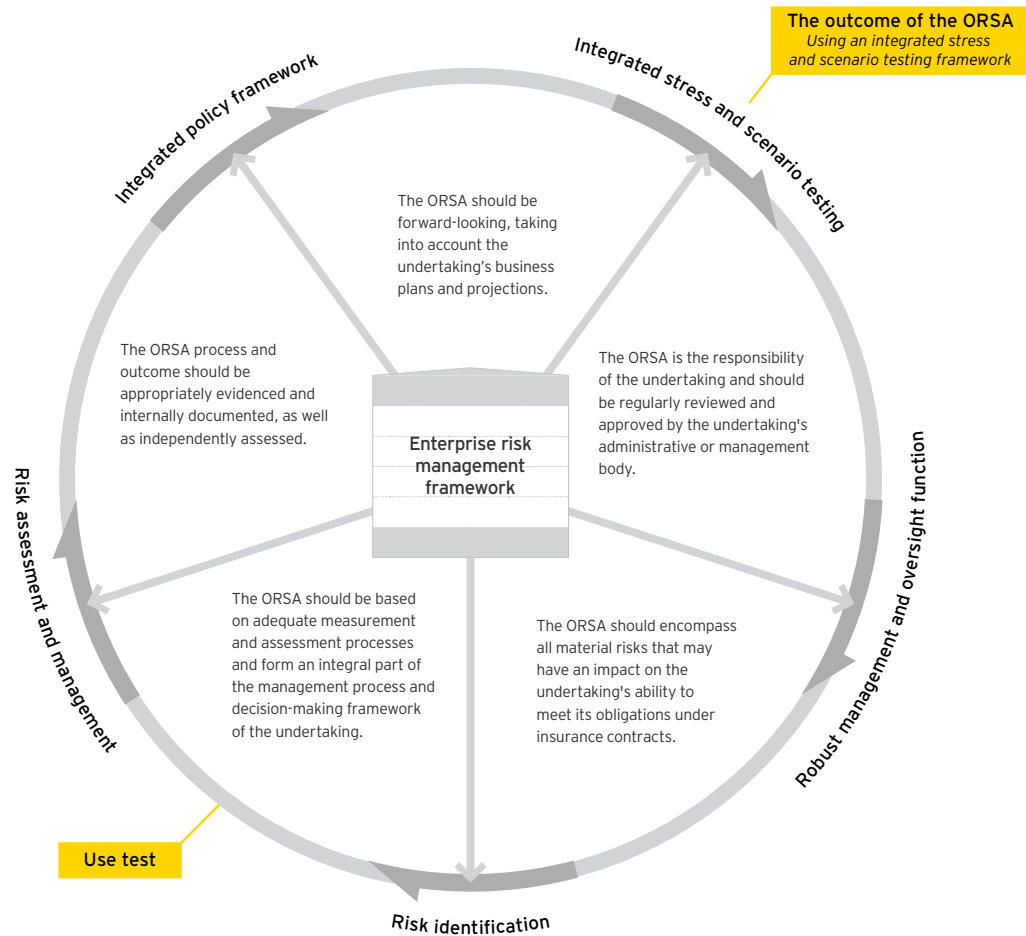 The outcome of the ORSA
Using an integrated stress
and scenario testing framework
Integrated policy framework
Integrated stress and scenario testing
The ORSA should be
forward-looking, taking
into account the
undertaking’s business
plans and projections.
The ORSA process and
outcome should be
appropriately evidenced and
internally documented, as well
as independently assessed.
The ORSA is the responsibility
of the undertaking and should
be regularly reviewed and
approved by the undertaking's
administrative or management
body.
Enterprise risk
management
framework
Risk assessment and management
Robust management and oversight function
The ORSA should be based
on adequate measurement
and assessment processes
and form an integral part of
the management process and
decision-making framework
of the undertaking.
The ORSA should encompass
all material risks that may
have an impact on the
undertaking's ability to
meet its obligations under
insurance contracts.
Use test
Risk identification